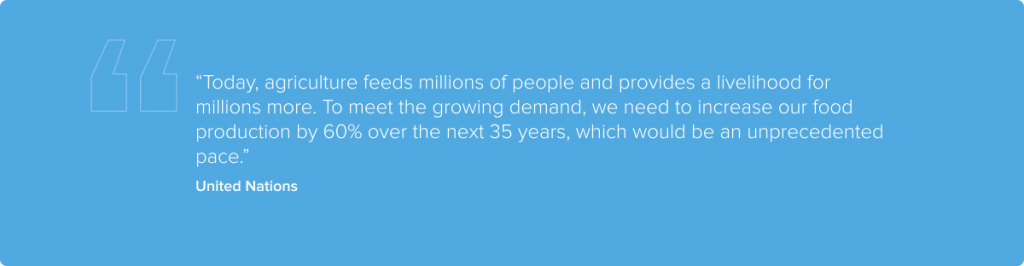 “Today, agriculture feeds millions of people and provides a livelihood for
millions more. To meet the growing demand, we need to increase our food
production by 60% over the next 35 years, which would be an unprecedented
pace.”
United Nations